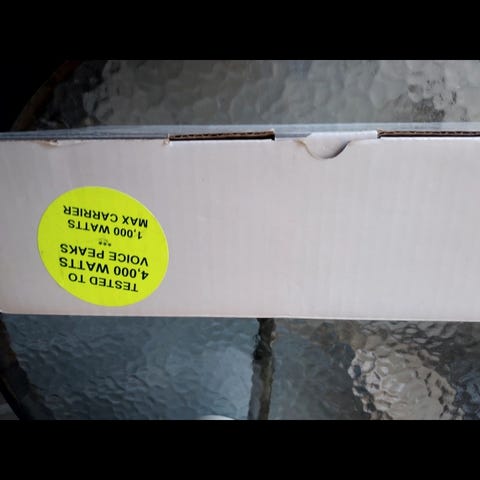 TESTED TO
4,000 WATTS
VOICE PEAKS
***
1,000 WATTS
MAX CARRIER